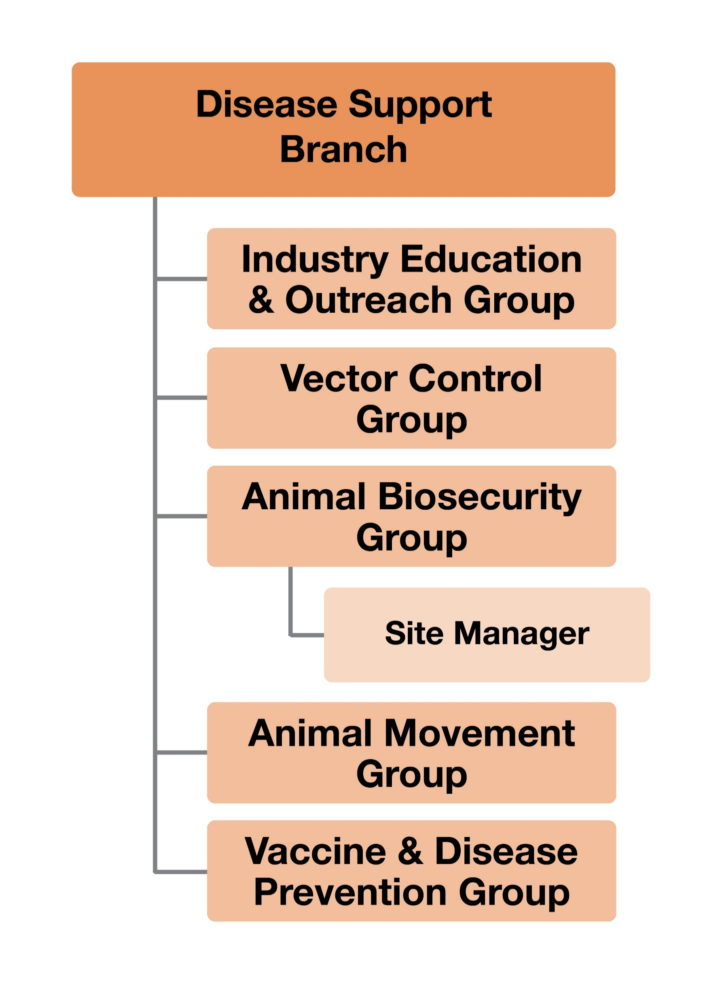 Disease Support
Branch
Industry Education
& Outreach Group
Vector Control
Group
Animal Biosecurity
Group
Site Manager
Animal Movement
Group
Vaccine & Disease
Prevention Group